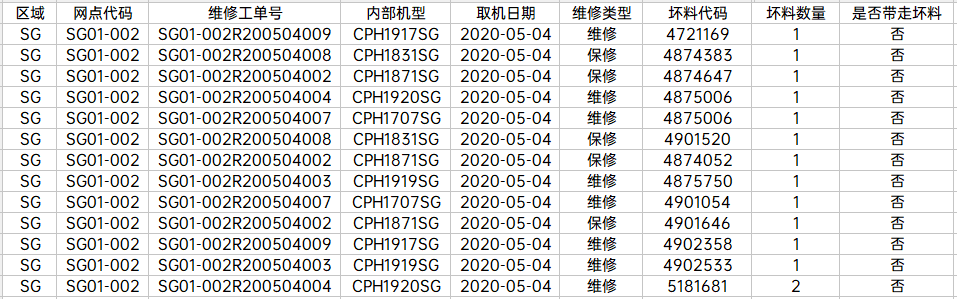 区域 网点代码 维修工单号 内部机型 取机日期 维修类型 坏料代码 坏料数量 是否带走坏料
SG SG01-002 SG01-002R200504009 CPH1917SG 2020-05-04 维修 4721169 1 否
SG SG01-002 SG01-002R200504008 CPH1831SG 2020-05-04 保修 4874383 1 否
SG SG01-002 SG01-002R200504002 CPH1871SG 2020-05-04 保修 4874647 1 否
SG SG01-002 SG01-002R200504004 CPH1920SG 2020-05-04 维修 4875006 1 否
SG SG01-002 SG01-002R200504007 CPH1707SG 2020-05-04 维修 4875006 1 否
SG SG01-002 SG01-002R200504008 CPH1831SG 2020-05-04 保修 4901520 1 否
SG SG01-002 SG01-002R200504002 CPH1871SG 2020-05-04 保修 4874052 1 否
SG SG01-002 SG01-002R200504003 CPH1919SG 2020-05-04 维修 4875750 1 否
SG SG01-002 SG01-002R200504007 CPH1707SG 2020-05-04 维修 4901054 1 否
SG SG01-002 SG01-002R200504002 CPH1871SG 2020-05-04 保修 4901646 1 否
SG SG01-002 SG01-002R200504009 CPH1917SG 2020-05-04 维修 4902358 1 否
SG SG01-002 SG01-002R200504003 CPH1919SG 2020-05-04 维修 4902533 1 否
SG SG01-002 SG01-002R200504004 CPH1920SG 2020-05-04 维修 5181681 2 否